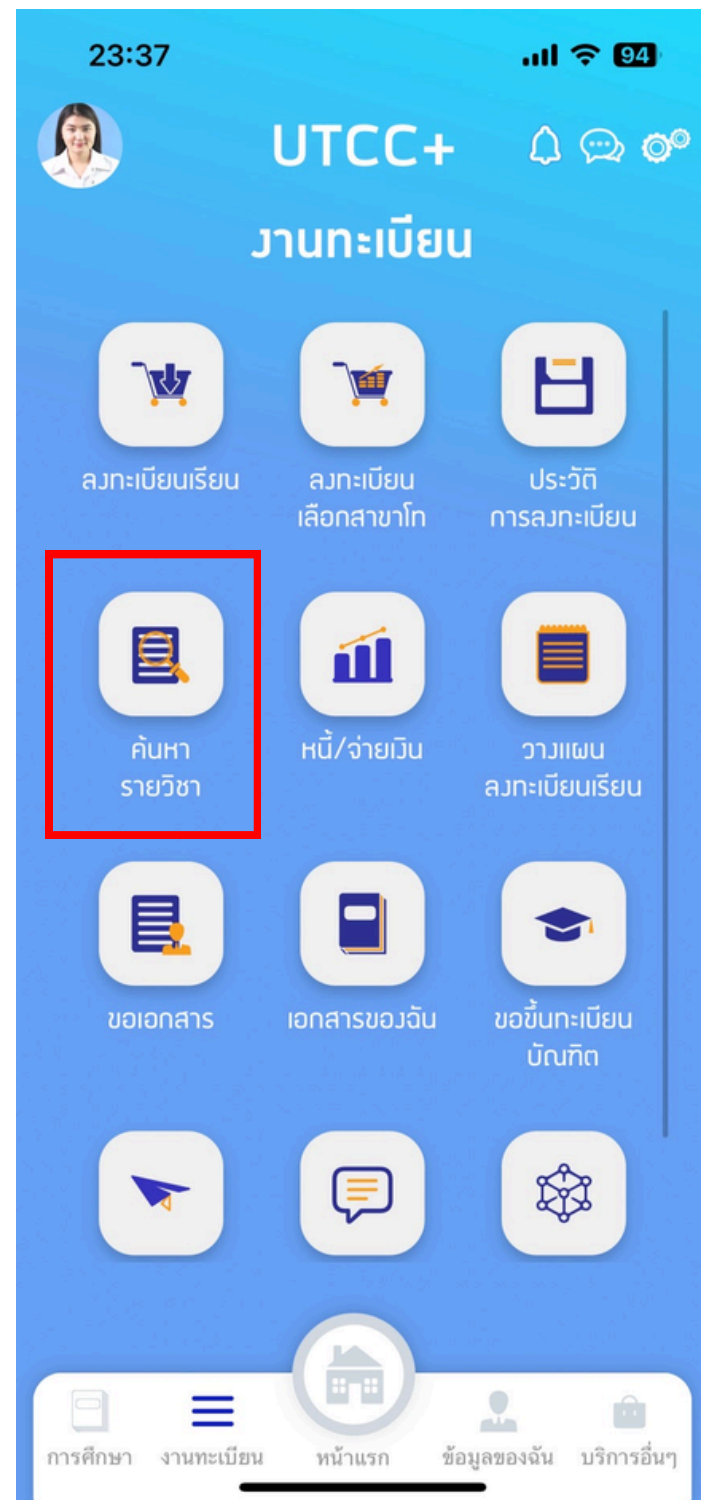 23:37
94
UTCC+
งานทะเบียน
ลงทะเบียนเรียน
ลงทะเบียน
เลือกสาขาโท
ประวัติ
การลงทะเบียน
ค้นหา
รายวิชา
หนี้/จ่ายเงิน
วางแผน
ลงทะเบียนเรียน
ขอเอกสาร
เอกสารของฉัน
ขอขึ้นทะเบียน
บัณฑิต
การศึกษา
งานทะเบียน
หน้าแรก
ข้อมูลของฉัน
บริการอื่นๆ